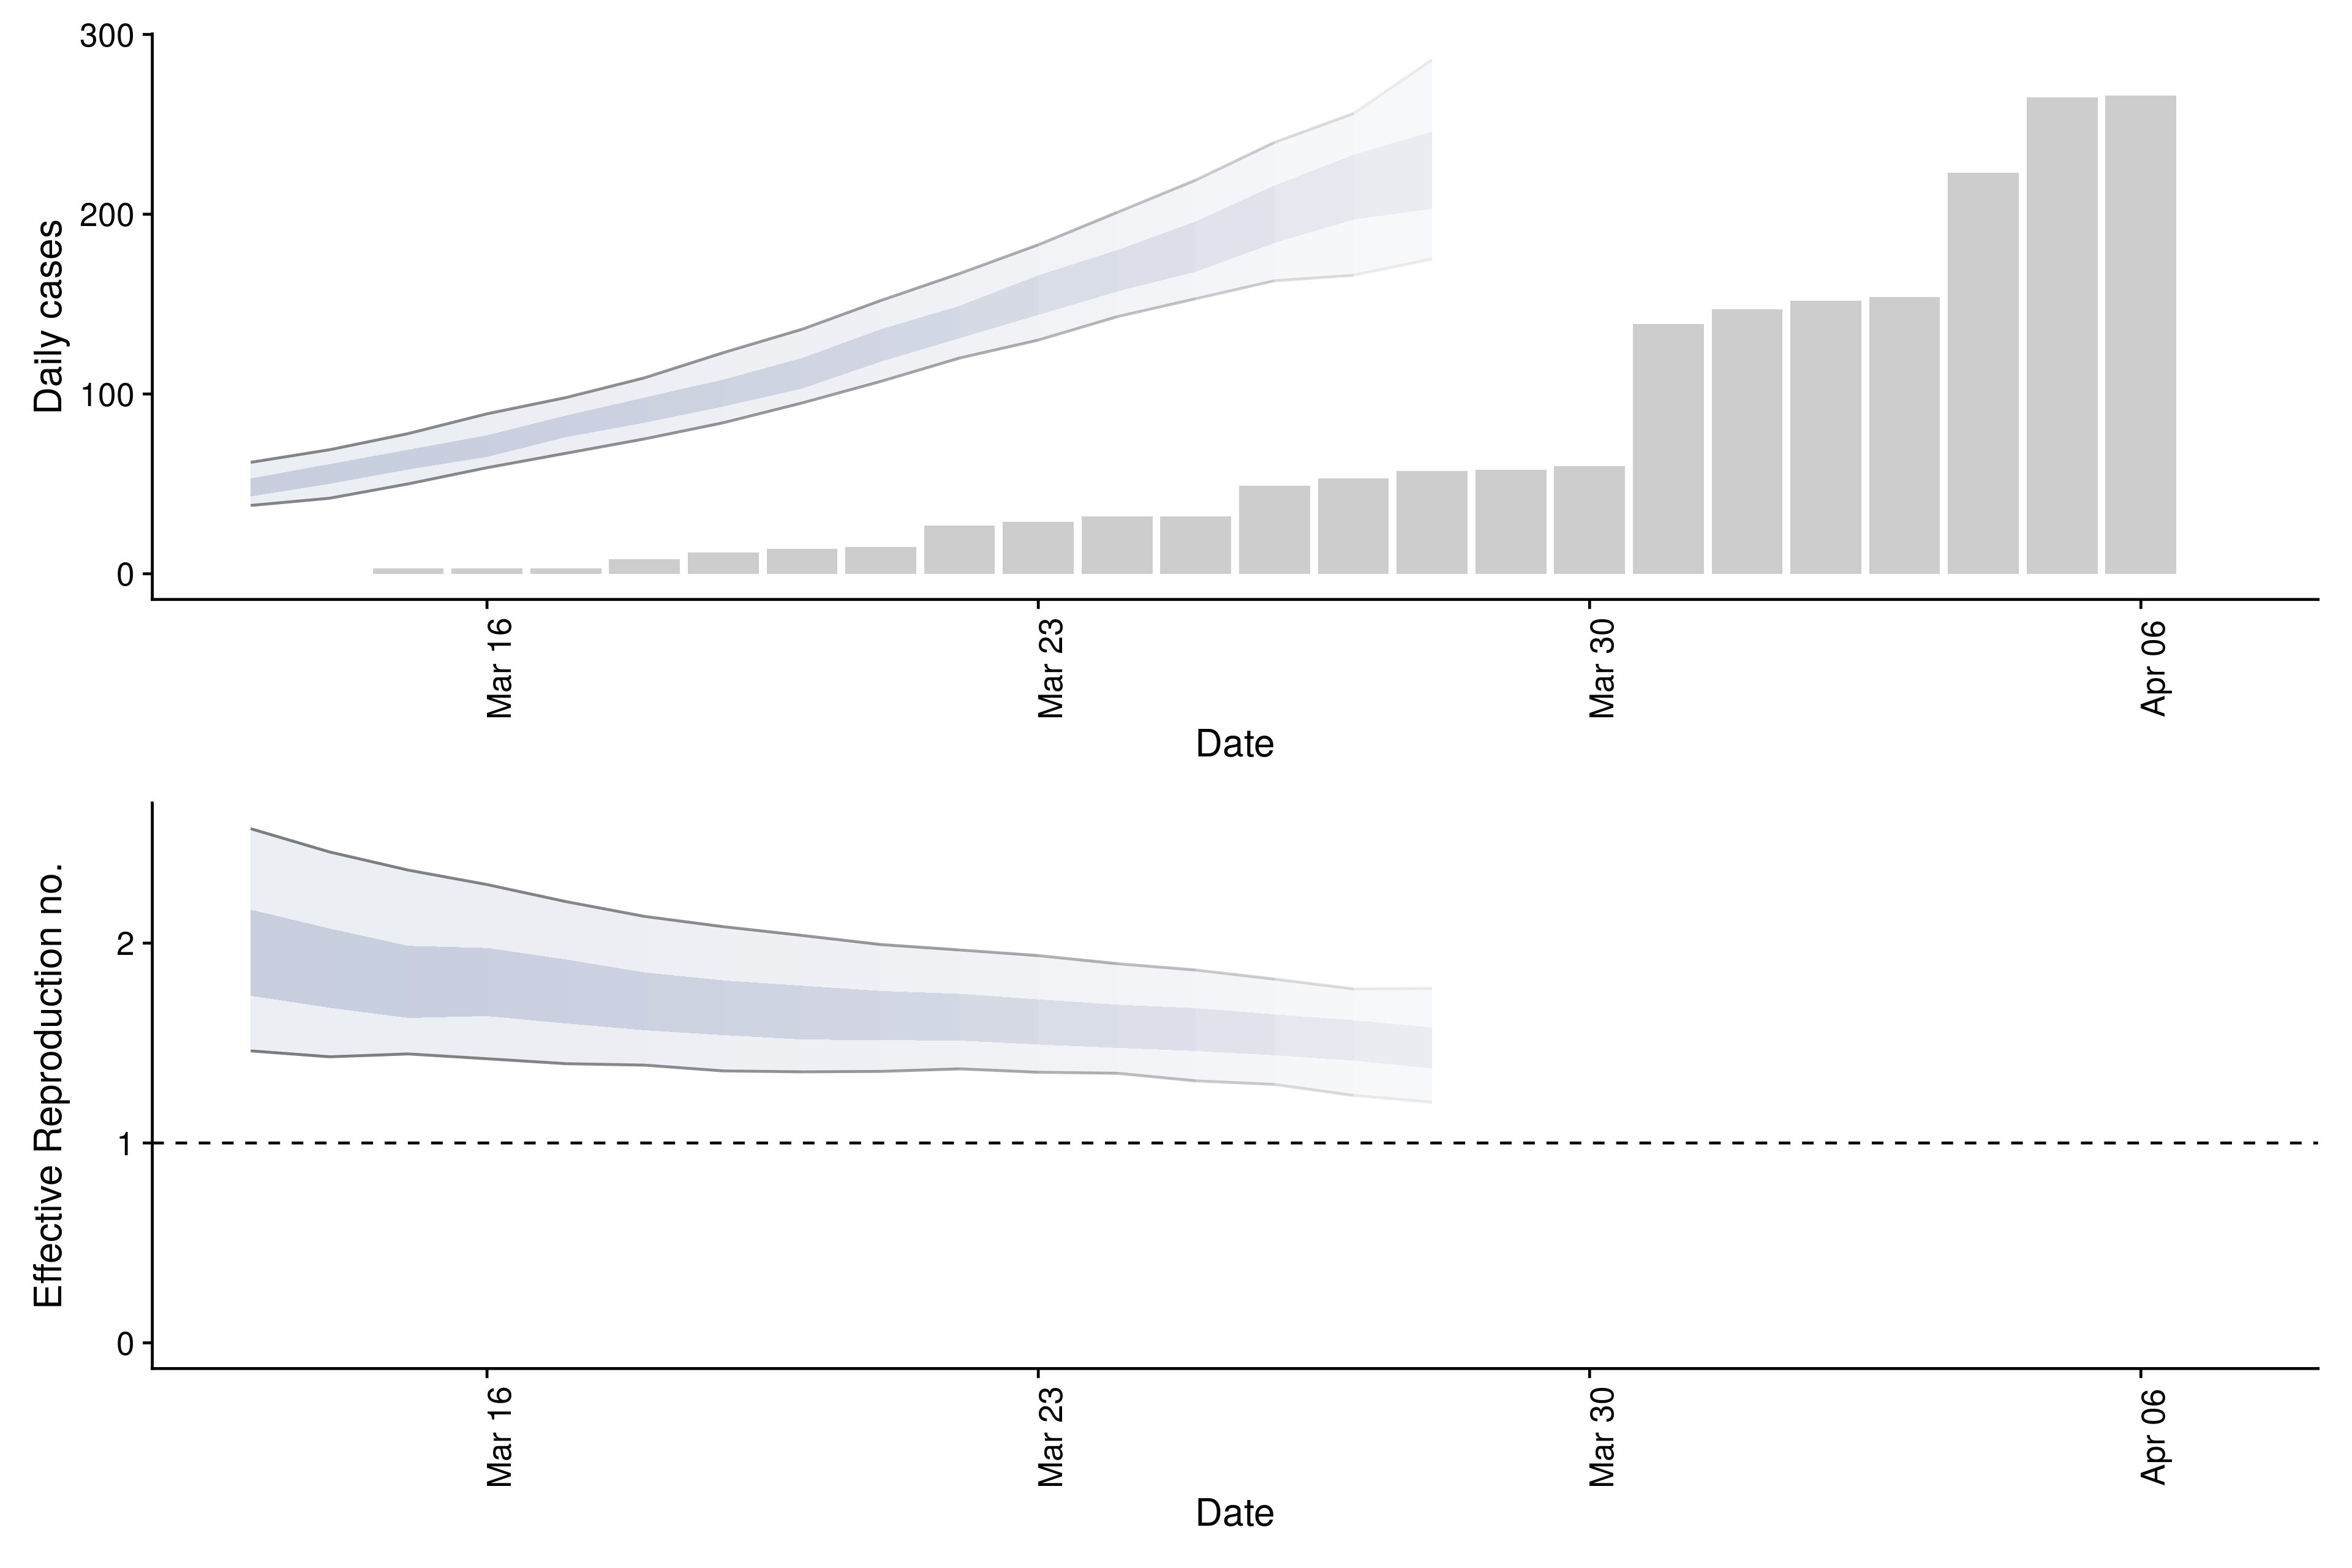 300
200
100
0
Daily cases
Mar 16
Mar 23
Mar 30
Apr 06
Date
2
1
0
Effective Reproduction no.
Mar 16
Mar 23
Mar 30
Apr 06
Date